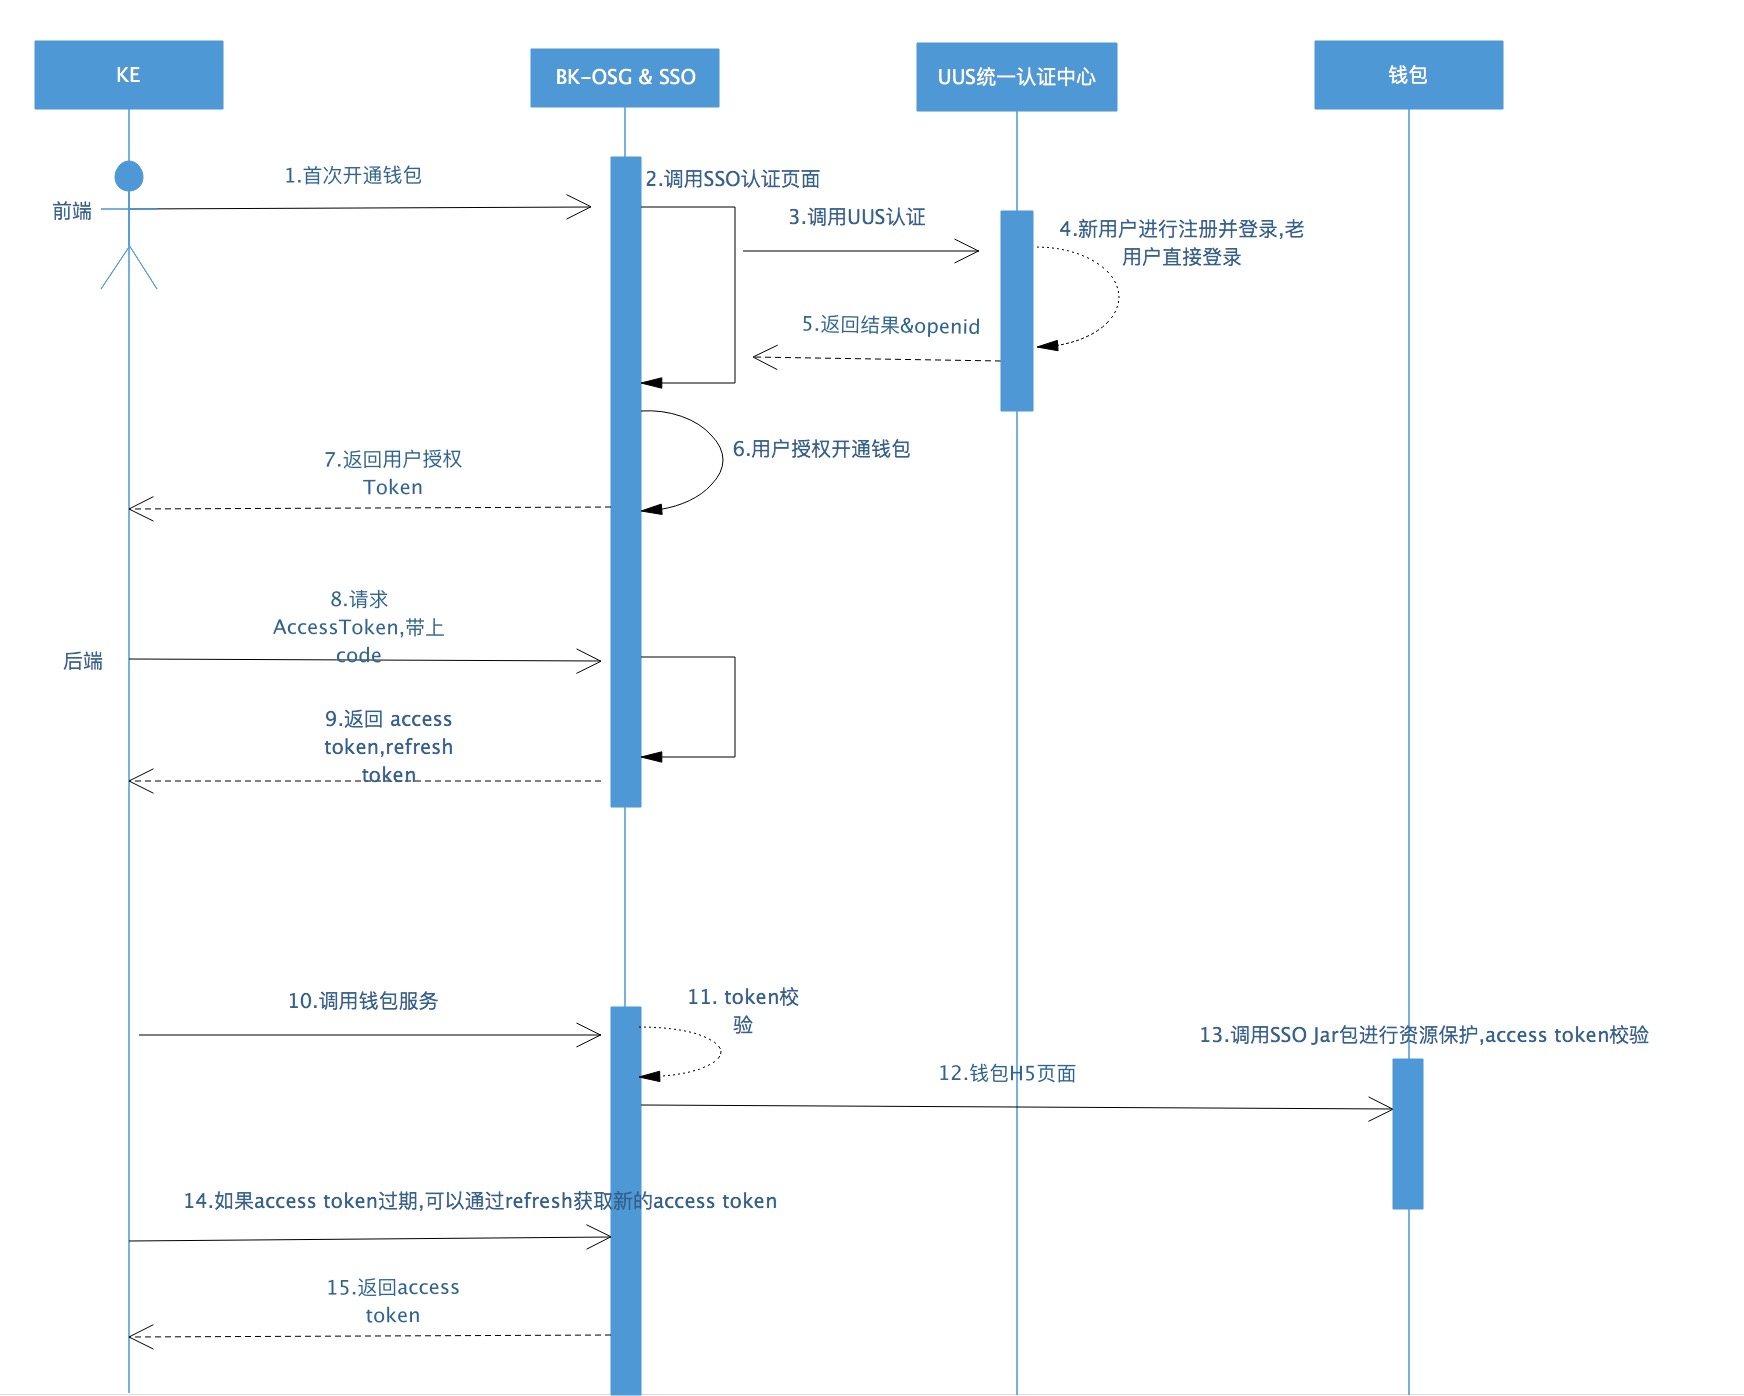 KE
BK-OSG & SSO
UUS统一认证中心
钱包
1.首次开通钱包
2.调用SSO认证页面
前端
3.调用UUS认证
4.新用户进行注册并登录,老
用户直接登录
5.返回结果&openid
6.用户授权开通钱包
7.返回用户授权
Token
8.请求
AccessToken,带上
code
后端
9.返回 access
token,refresh
token
10.调用钱包服务
11. token校
验
13.调用SSO Jar包进行资源保护,access token校验
12.钱包H5页面
14.如果access token过期,可以通过refresh获取新的access token
15.返回access
token